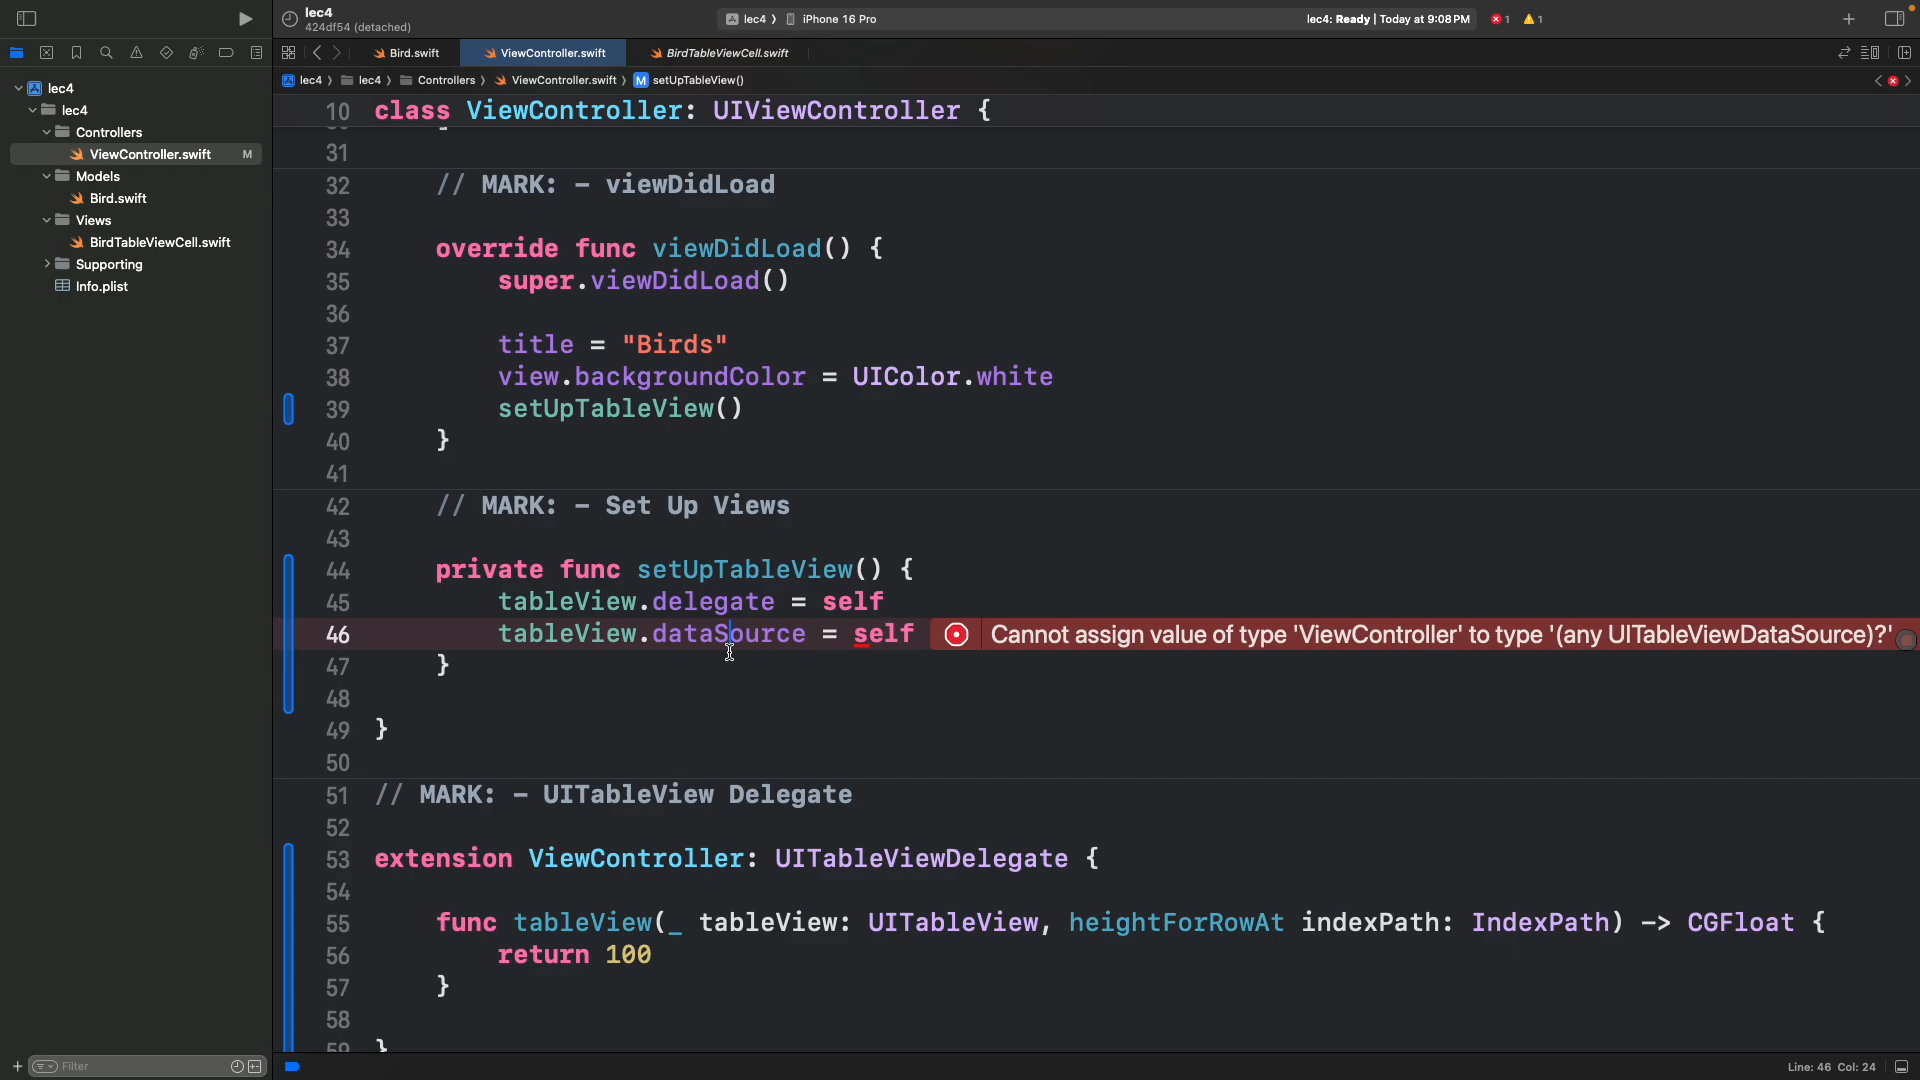 lec4
424df54 (detached)
lec4 › iPhone 16 Pro
lec4: Ready | Today at 9:08 PM
1
1
Bird.swift
ViewController.swift
BirdTableViewCell.swift
lec4 › lec4 › Controllers › ViewController.swift › M setUpTableView()
lec4
lec4
Controllers
ViewController.swift M
Models
Bird.swift
Views
BirdTableViewCell.swift
Supporting
Info.plist
10 class ViewController: UIViewController {
31
32 // MARK: - viewDidLoad
33
34 override func viewDidLoad() {
35 super.viewDidLoad()
36
37 title = "Birds"
38 view.backgroundColor = UIColor.white
39 setUpTableView()
40 }
41
42 // MARK: - Set Up Views
43
44 private func setUpTableView() {
45 tableView.delegate = self
46 tableView.dataSource = self Cannot assign value of type 'ViewController' to type '(any UITableViewDataSource)?'
47 }
48
49 }
50
51 // MARK: - UITableView Delegate
52
53 extension ViewController: UITableViewDelegate {
54
55 func tableView(_ tableView: UITableView, heightForRowAt indexPath: IndexPath) -> CGFloat {
56 return 100
57 }
58
59 }
Filter
Line: 46 Col: 24